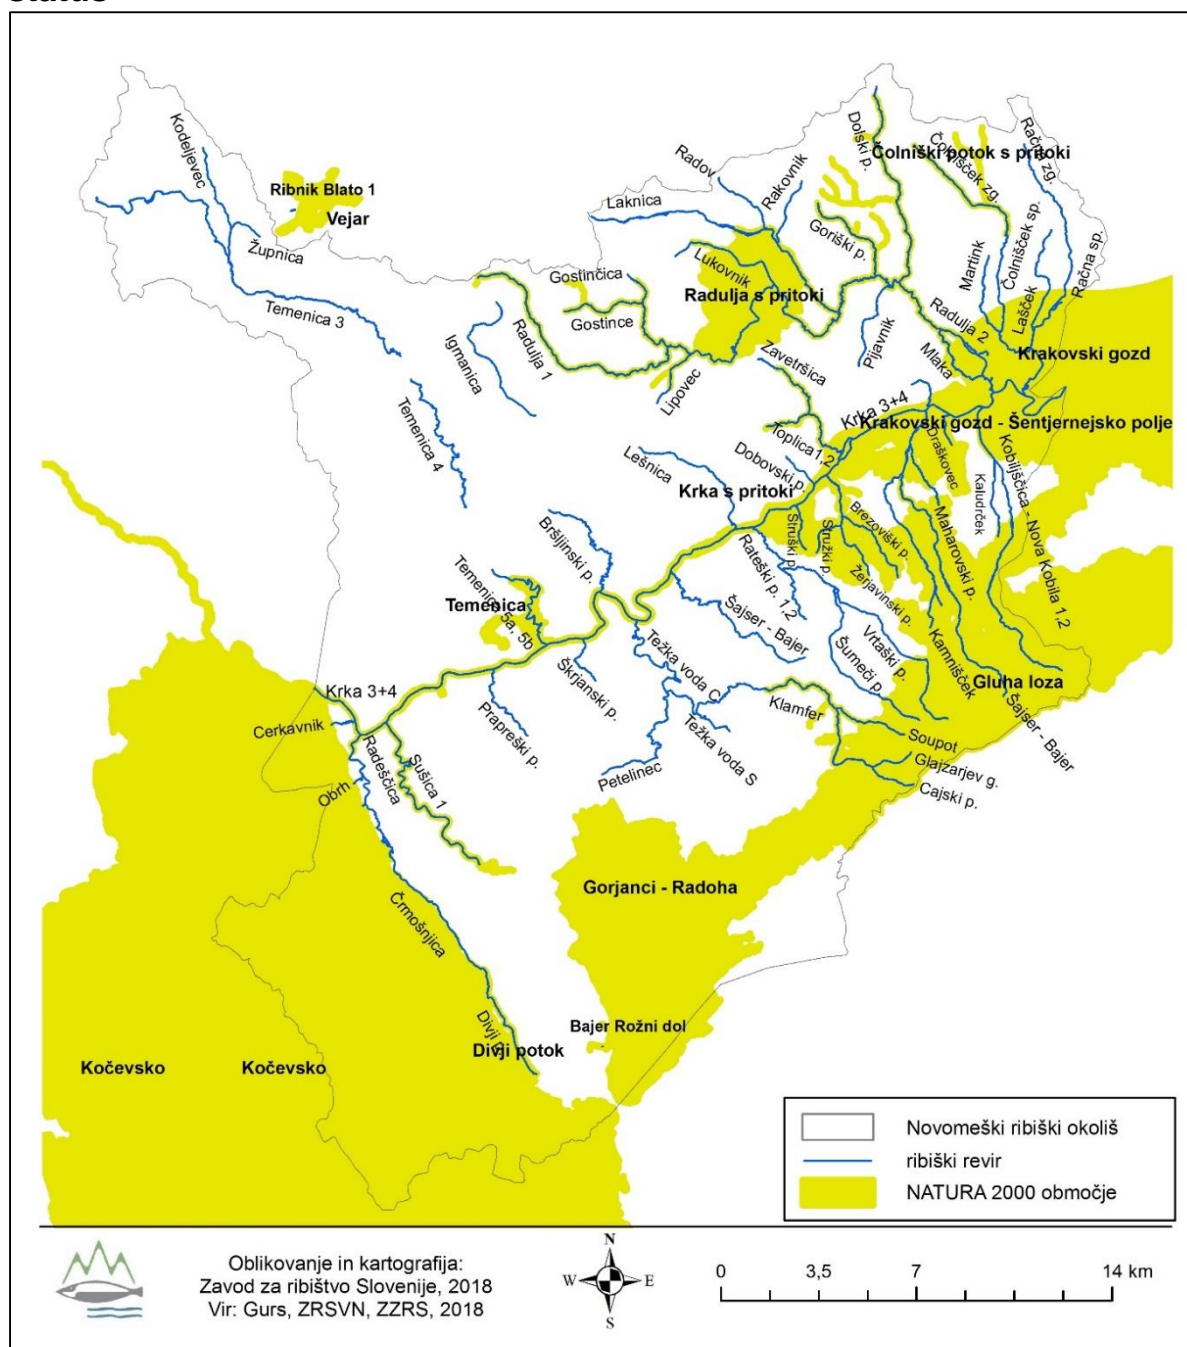 status
Kodeljevec
Ribnik Blato 1
Vejar
Župnica
Temenica 3
Temenica 4
Radov
Rakovnik
Laknica
Dolski p.
Čolniški potok s pritoki
Čolnišček zg.
Račna zg.
Goriški p.
Martink
Čolnišček sp.
Lašček
Račna sp.
Gostinčica
Lukovnik
Radulja s pritoki
Gostince
Igmanica
Radulja 1
Lipovec
Zavetršica
Pijavnik
Radulja 2
Mlaka
Krakovski gozd
Krka 3+4
Krakovski gozd - Šentjernejsko polje
Toplica1,2
Draškovec
Lešnica
Dobovski p.
Krka s pritoki
Kaludrček
Kobiljščica - Nova Kobila 1,2
Bršljinski p.
Rateški p. 1,2
Struški p.
Stružki p.
Brezoviški p.
Žerjavinski p.
Maharovski p.
Temenica 5a, 5b
Temenica
Šajser - Bajer
Težka voda C
Škrjanski p.
Šumeči p.
Vrtaški p.
Kamnišček
Gluha loza
Šajser - Bajer
Krka 3+4
Cerkavnik
Radeščica
Sušica 1
Obrh
Prapreški p.
Klamfer
Težka voda S
Petelinec
Soupot
Glajzarjev g.
Cajski p.
Gorjanci - Radoha
Črmošnjica
Divji p.
Divji potok
Bajer Rožni dol
Kočevsko
Kočevsko
Novomeški ribiški okoliš
ribiški revir
NATURA 2000 območje
Oblikovanje in kartografija:
Zavod za ribištvo Slovenije, 2018
Vir: Gurs, ZRSVN, ZZRS, 2018
N
W
E
S
0 3,5 7 14 km